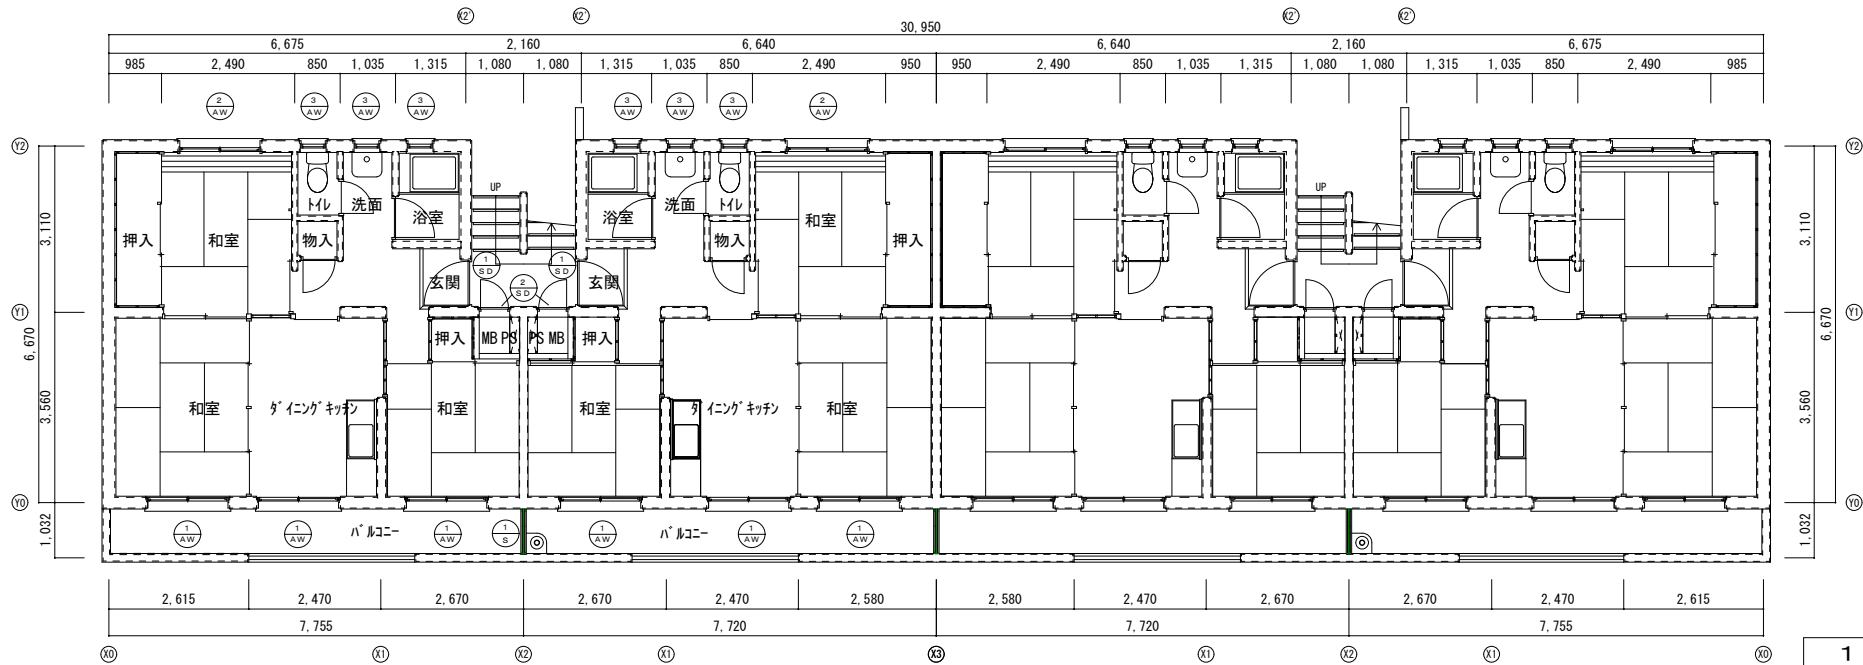 X2' X2' X2' X2'
30,950
6,675 2,160 6,640 6,640 2,160 6,675
985 2,490 850 1,035 1,315 1,080 1,080 1,315 1,035 850 2,490 950 950 2,490 850 1,035 1,315 1,080 1,080 1,315 1,035 850 2,490 985
2 AW 3 AW 3 AW 3 AW 3 AW 3 AW 3 AW 2 AW
Y2 Y2
UP UP
トイレ 洗面 浴室 浴室 洗面 トイレ 和室
3,110 押入 和室 物入 物入 押入 3,110
1 SD 1 SD
玄関 2 SD 玄関
Y1 Y1
6,670 6,670
押入 MB PS PS MB 押入
3,560 和室 ダイニングキッチン 和室 和室 ダイニングキッチン 和室 3,560
Y0 Y0
1,032 1 AW 1 AW バルコニー 1 AW 1 S 1 AW バルコニー 1 AW 1 AW 1,032
2,615 2,470 2,670 2,670 2,470 2,580 2,580 2,470 2,670 2,670 2,470 2,615
7,755 7,720 7,720 7,755
X0 X1 X2 X1 X3 X1 X2 X1 X0
1